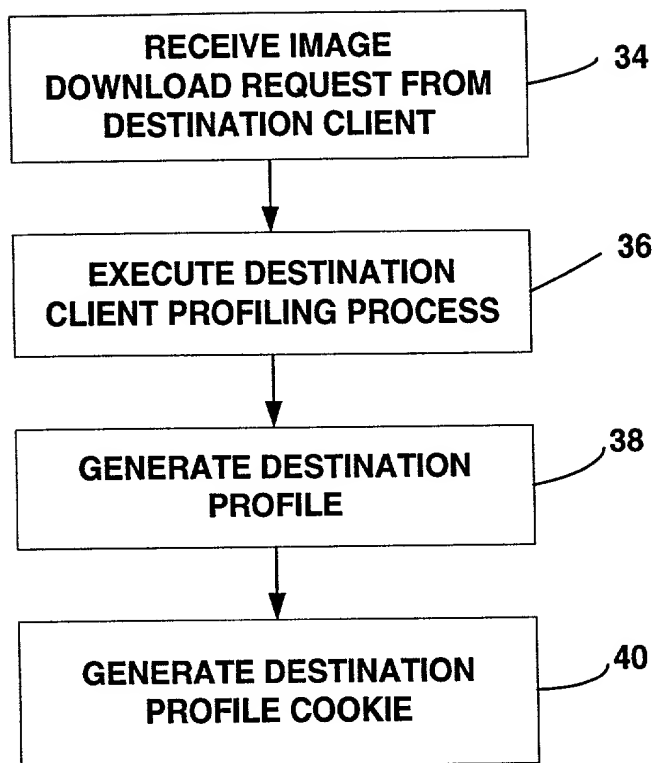 RECEIVE IMAGE
DOWNLOAD REQUEST FROM
DESTINATION CLIENT
34
EXECUTE DESTINATION
CLIENT PROFILING PROCESS
36
GENERATE DESTINATION
PROFILE
38
GENERATE DESTINATION
PROFILE COOKIE
40